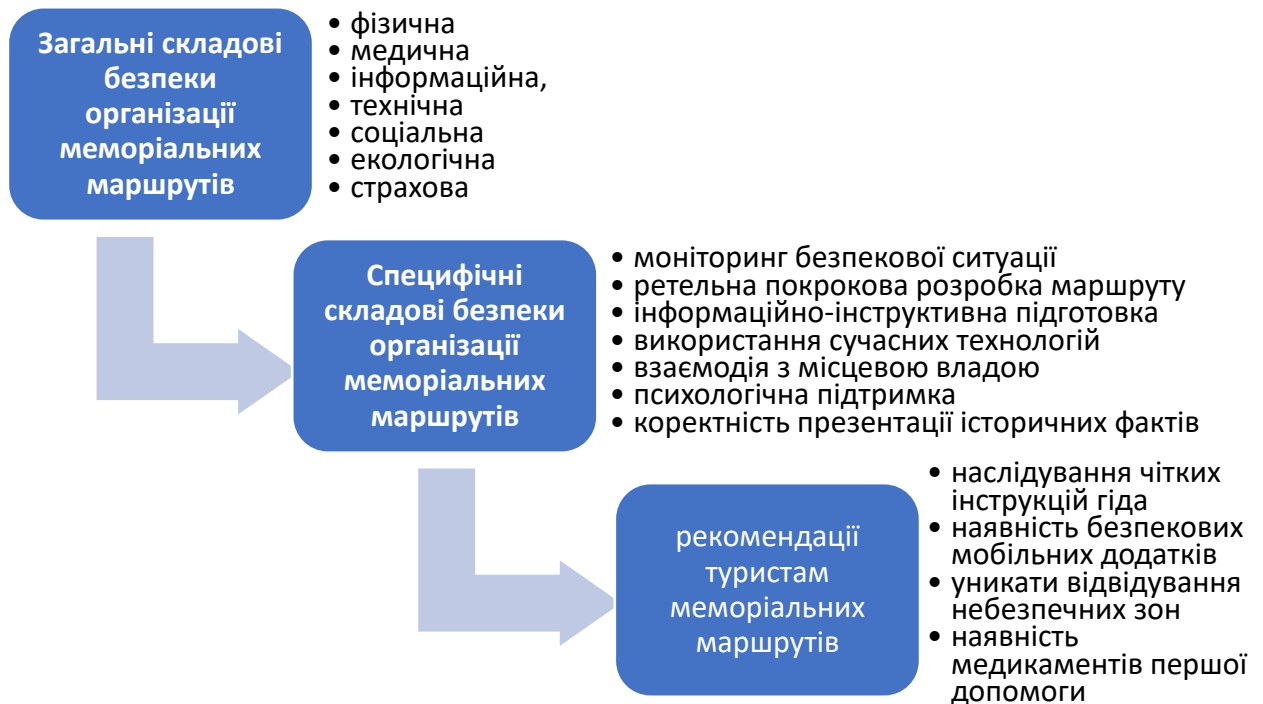 Загальні складові
безпеки
організації
меморіальних
маршрутів
• фізична
• медична
• інформаційна,
• технічна
• соціальна
• екологічна
• страхова
Специфічні
складові безпеки
організації
меморіальних
маршрутів
• моніторинг безпекової ситуації
• ретельна покрокова розробка маршруту
• інформаційно-інструктивна підготовка
• використання сучасних технологій
• взаємодія з місцевою владою
• психологічна підтримка
• коректність презентації історичних фактів
рекомендації
туристам
меморіальних
маршрутів
• наслідування чітких
інструкцій гіда
• наявність безпекових
мобільних додатків
• уникати відвідування
небезпечних зон
• наявність
медикаментів першої
допомоги